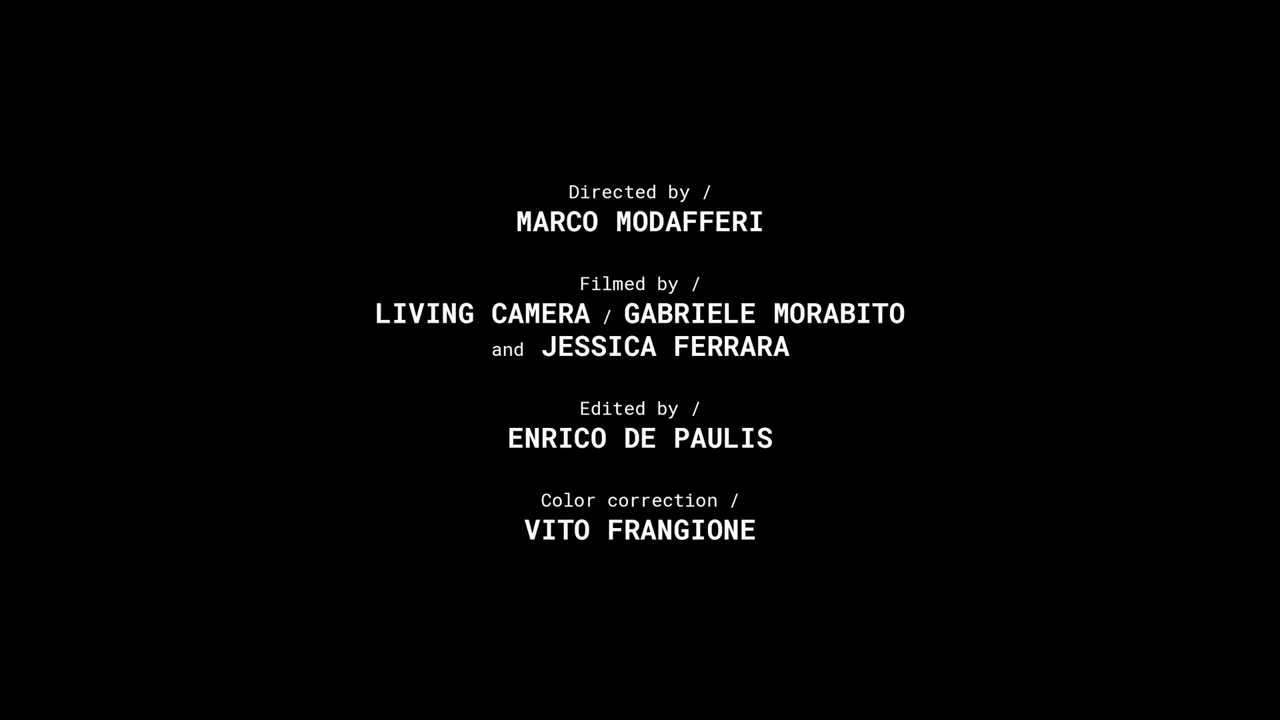 Directed by /
MARCO MODAFFERI
Filmed by /
LIVING CAMERA / GABRIELE MORABITO
and JESSICA FERRARA
Edited by /
ENRICO DE PAULIS
Color correction /
VITO FRANGIONE